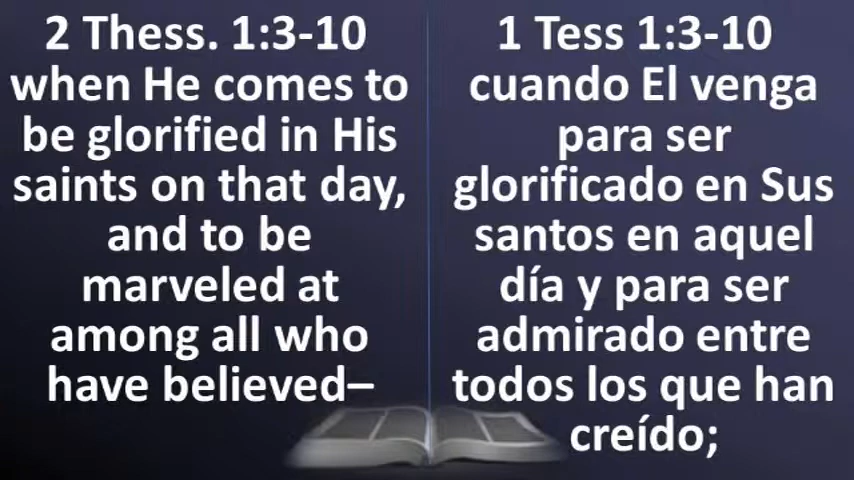 2 Thess. 1:3-10
when He comes to
be glorified in His
saints on that day,
and to be
marveled at
among all who
have believed–
1 Tess 1:3-10
cuando El venga
para ser
glorificado en Sus
santos en aquel
día y para ser
admirado entre
todos los que han
creído;